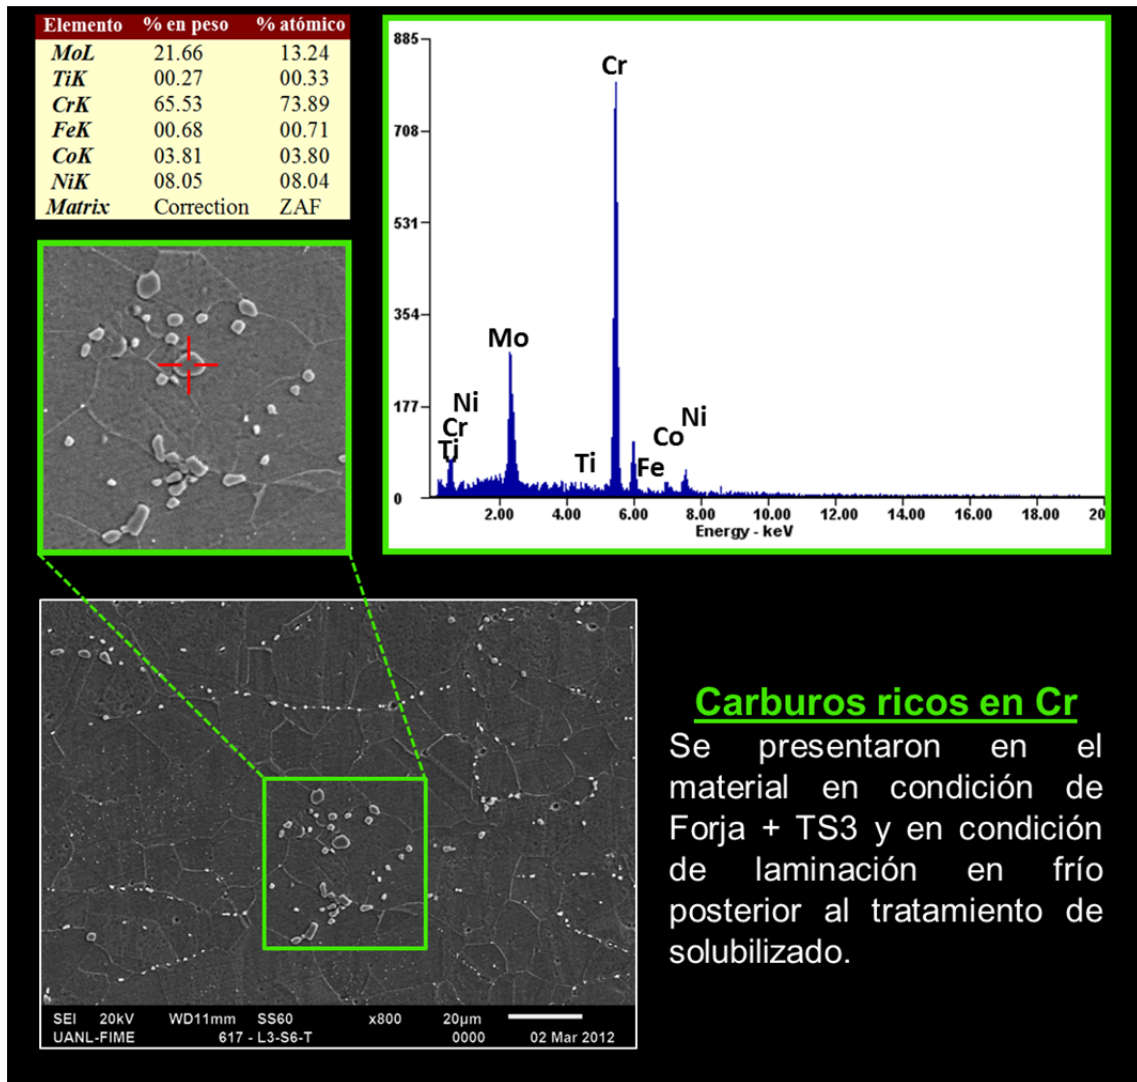 Elemento % en peso % atómico
MoL 21.66 13.24
TiK 00.27 00.33
CrK 65.53 73.89
FeK 00.68 00.71
CoK 03.81 03.80
NiK 08.05 08.04
Matrix Correction ZAF
885
708
531
354
177
0
Cr
Mo
Ni
Cr
Ti
Ti
Fe
Co
Ni
2.00 4.00 6.00 8.00 10.00 12.00 14.00 16.00 18.00 20
Energy - keV
Carburos ricos en Cr
Se presentaron en el
material en condición de
Forja + TS3 y en condición
de laminación en frío
posterior al tratamiento de
solubilizado.
SEI 20kV WD11mm SS60 x800 20µm
UANL-FIME 617 - L3-S6-T 0000 02 Mar 2012